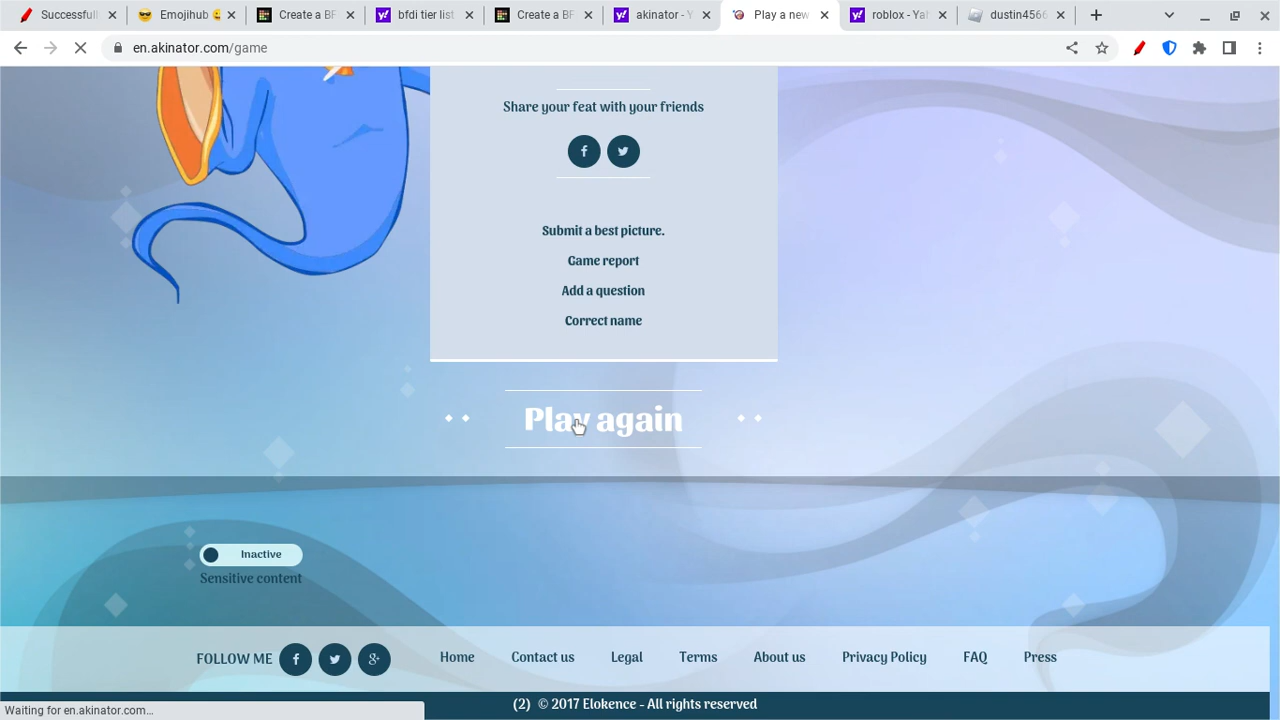 Successfull
Emojihub
Create a BF
bfdi tier list
Create a BF
akinator - Y
Play a new
roblox - Yah
dustin4566
en.akinator.com/game
Share your feat with your friends
Submit a best picture.
Game report
Add a question
Correct name
Play again
Inactive
Sensitive content
FOLLOW ME
Home Contact us Legal Terms About us Privacy Policy FAQ Press
(2) © 2017 Elokence - All rights reserved
Waiting for en.akinator.com...